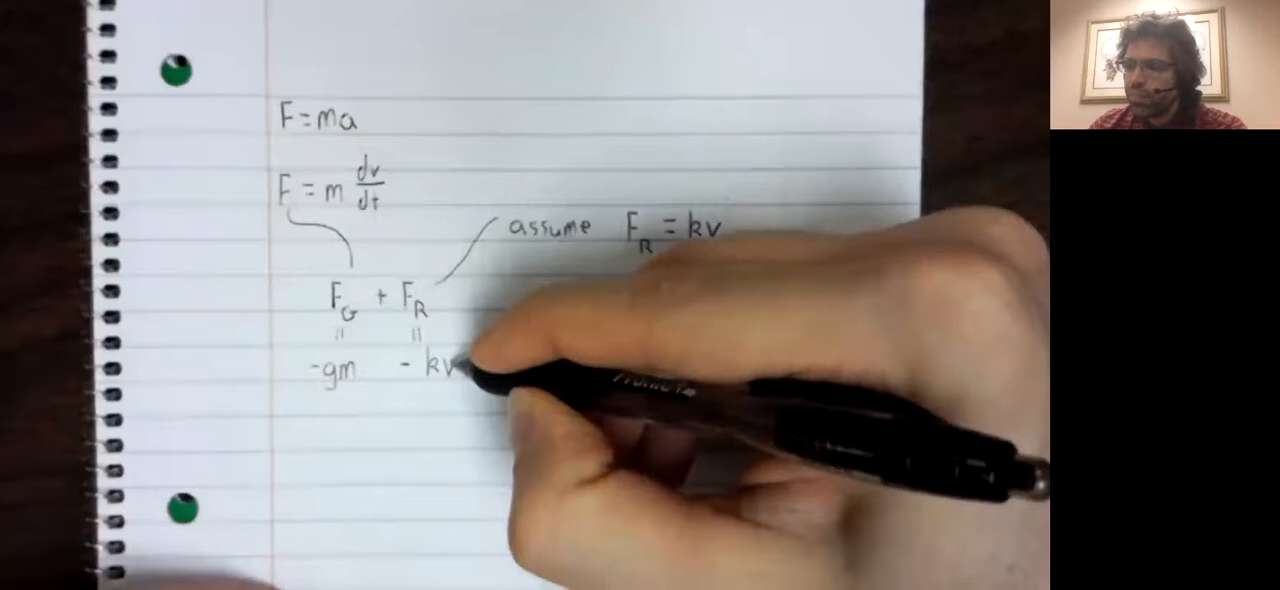 F = ma
F = m dv/dt
assume F_R = kv
F_G + F_R
= =
-gm - kv